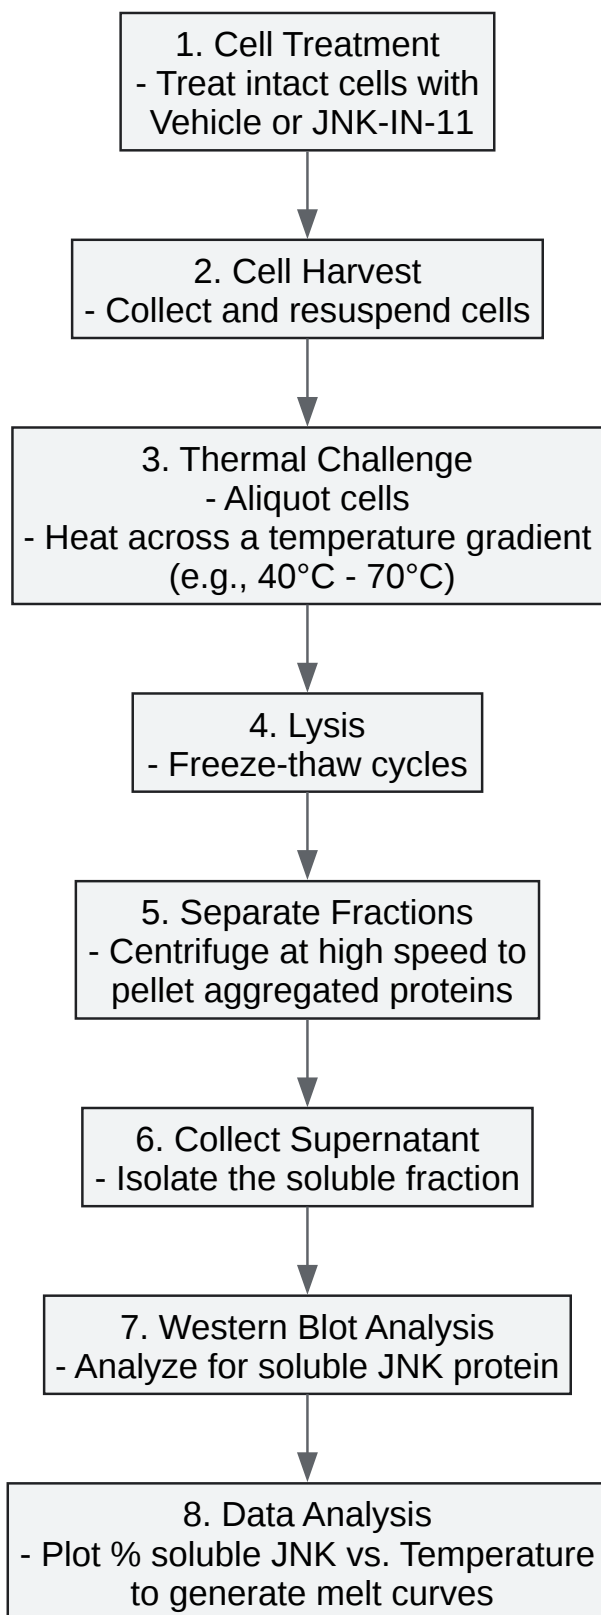 1. Cell Treatment
- Treat intact cells with
Vehicle or JNK-IN-11
2. Cell Harvest
- Collect and resuspend cells
3. Thermal Challenge
- Aliquot cells
- Heat across a temperature gradient
(e.g., 40°C - 70°C)
4. Lysis
- Freeze-thaw cycles
5. Separate Fractions
- Centrifuge at high speed to
pellet aggregated proteins
6. Collect Supernatant
- Isolate the soluble fraction
7. Western Blot Analysis
- Analyze for soluble JNK protein
8. Data Analysis
- Plot % soluble JNK vs. Temperature
to generate melt curves